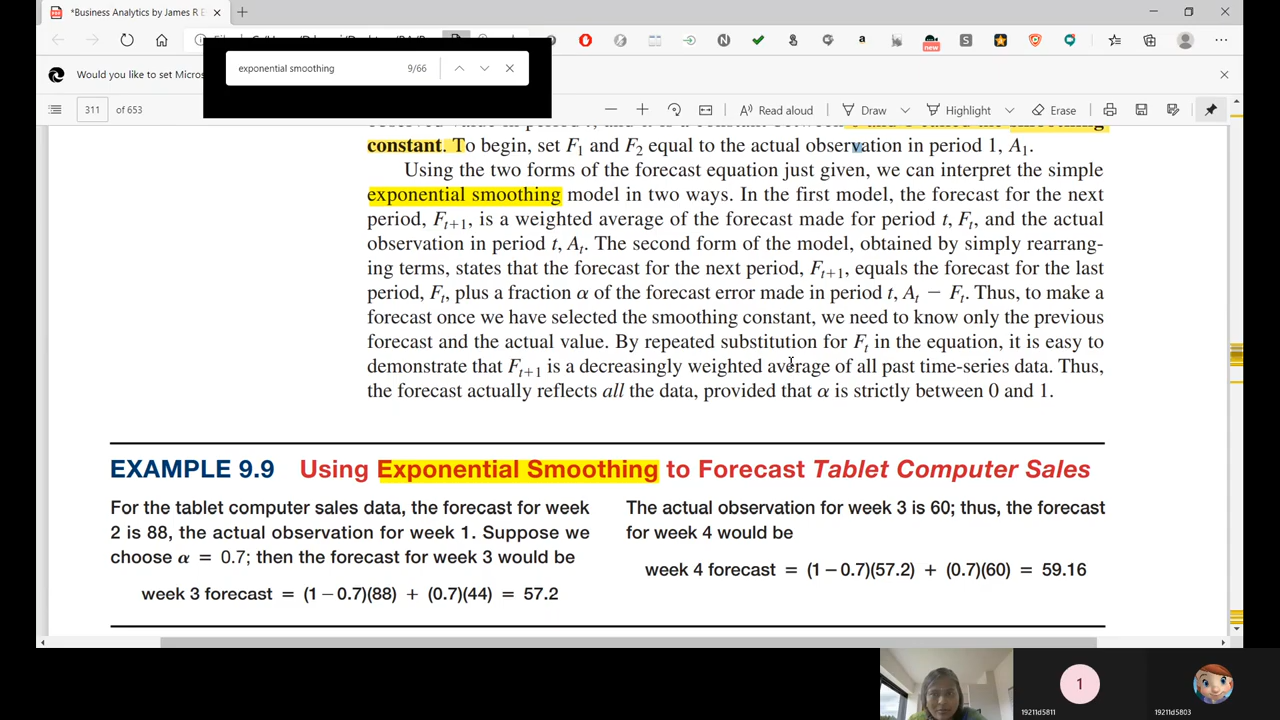 *Business Analytics by James R E
exponential smoothing 9/66
Would you like to set Micros
new
311 of 653
Read aloud
Draw
Highlight
Erase
constant. To begin, set F1 and F2 equal to the actual observation in period 1, A1.
Using the two forms of the forecast equation just given, we can interpret the simple
exponential smoothing model in two ways. In the first model, the forecast for the next
period, Ft+1, is a weighted average of the forecast made for period t, Ft, and the actual
observation in period t, At. The second form of the model, obtained by simply rearrang-
ing terms, states that the forecast for the next period, Ft+1, equals the forecast for the last
period, Ft, plus a fraction α of the forecast error made in period t, At − Ft. Thus, to make a
forecast once we have selected the smoothing constant, we need to know only the previous
forecast and the actual value. By repeated substitution for Ft in the equation, it is easy to
demonstrate that Ft+1 is a decreasingly weighted average of all past time-series data. Thus,
the forecast actually reflects all the data, provided that α is strictly between 0 and 1.
EXAMPLE 9.9 Using Exponential Smoothing to Forecast Tablet Computer Sales
For the tablet computer sales data, the forecast for week
2 is 88, the actual observation for week 1. Suppose we
choose α = 0.7; then the forecast for week 3 would be
week 3 forecast = (1 − 0.7)(88) + (0.7)(44) = 57.2
The actual observation for week 3 is 60; thus, the forecast
for week 4 would be
week 4 forecast = (1 − 0.7)(57.2) + (0.7)(60) = 59.16
1
19211d5811
19211d5803